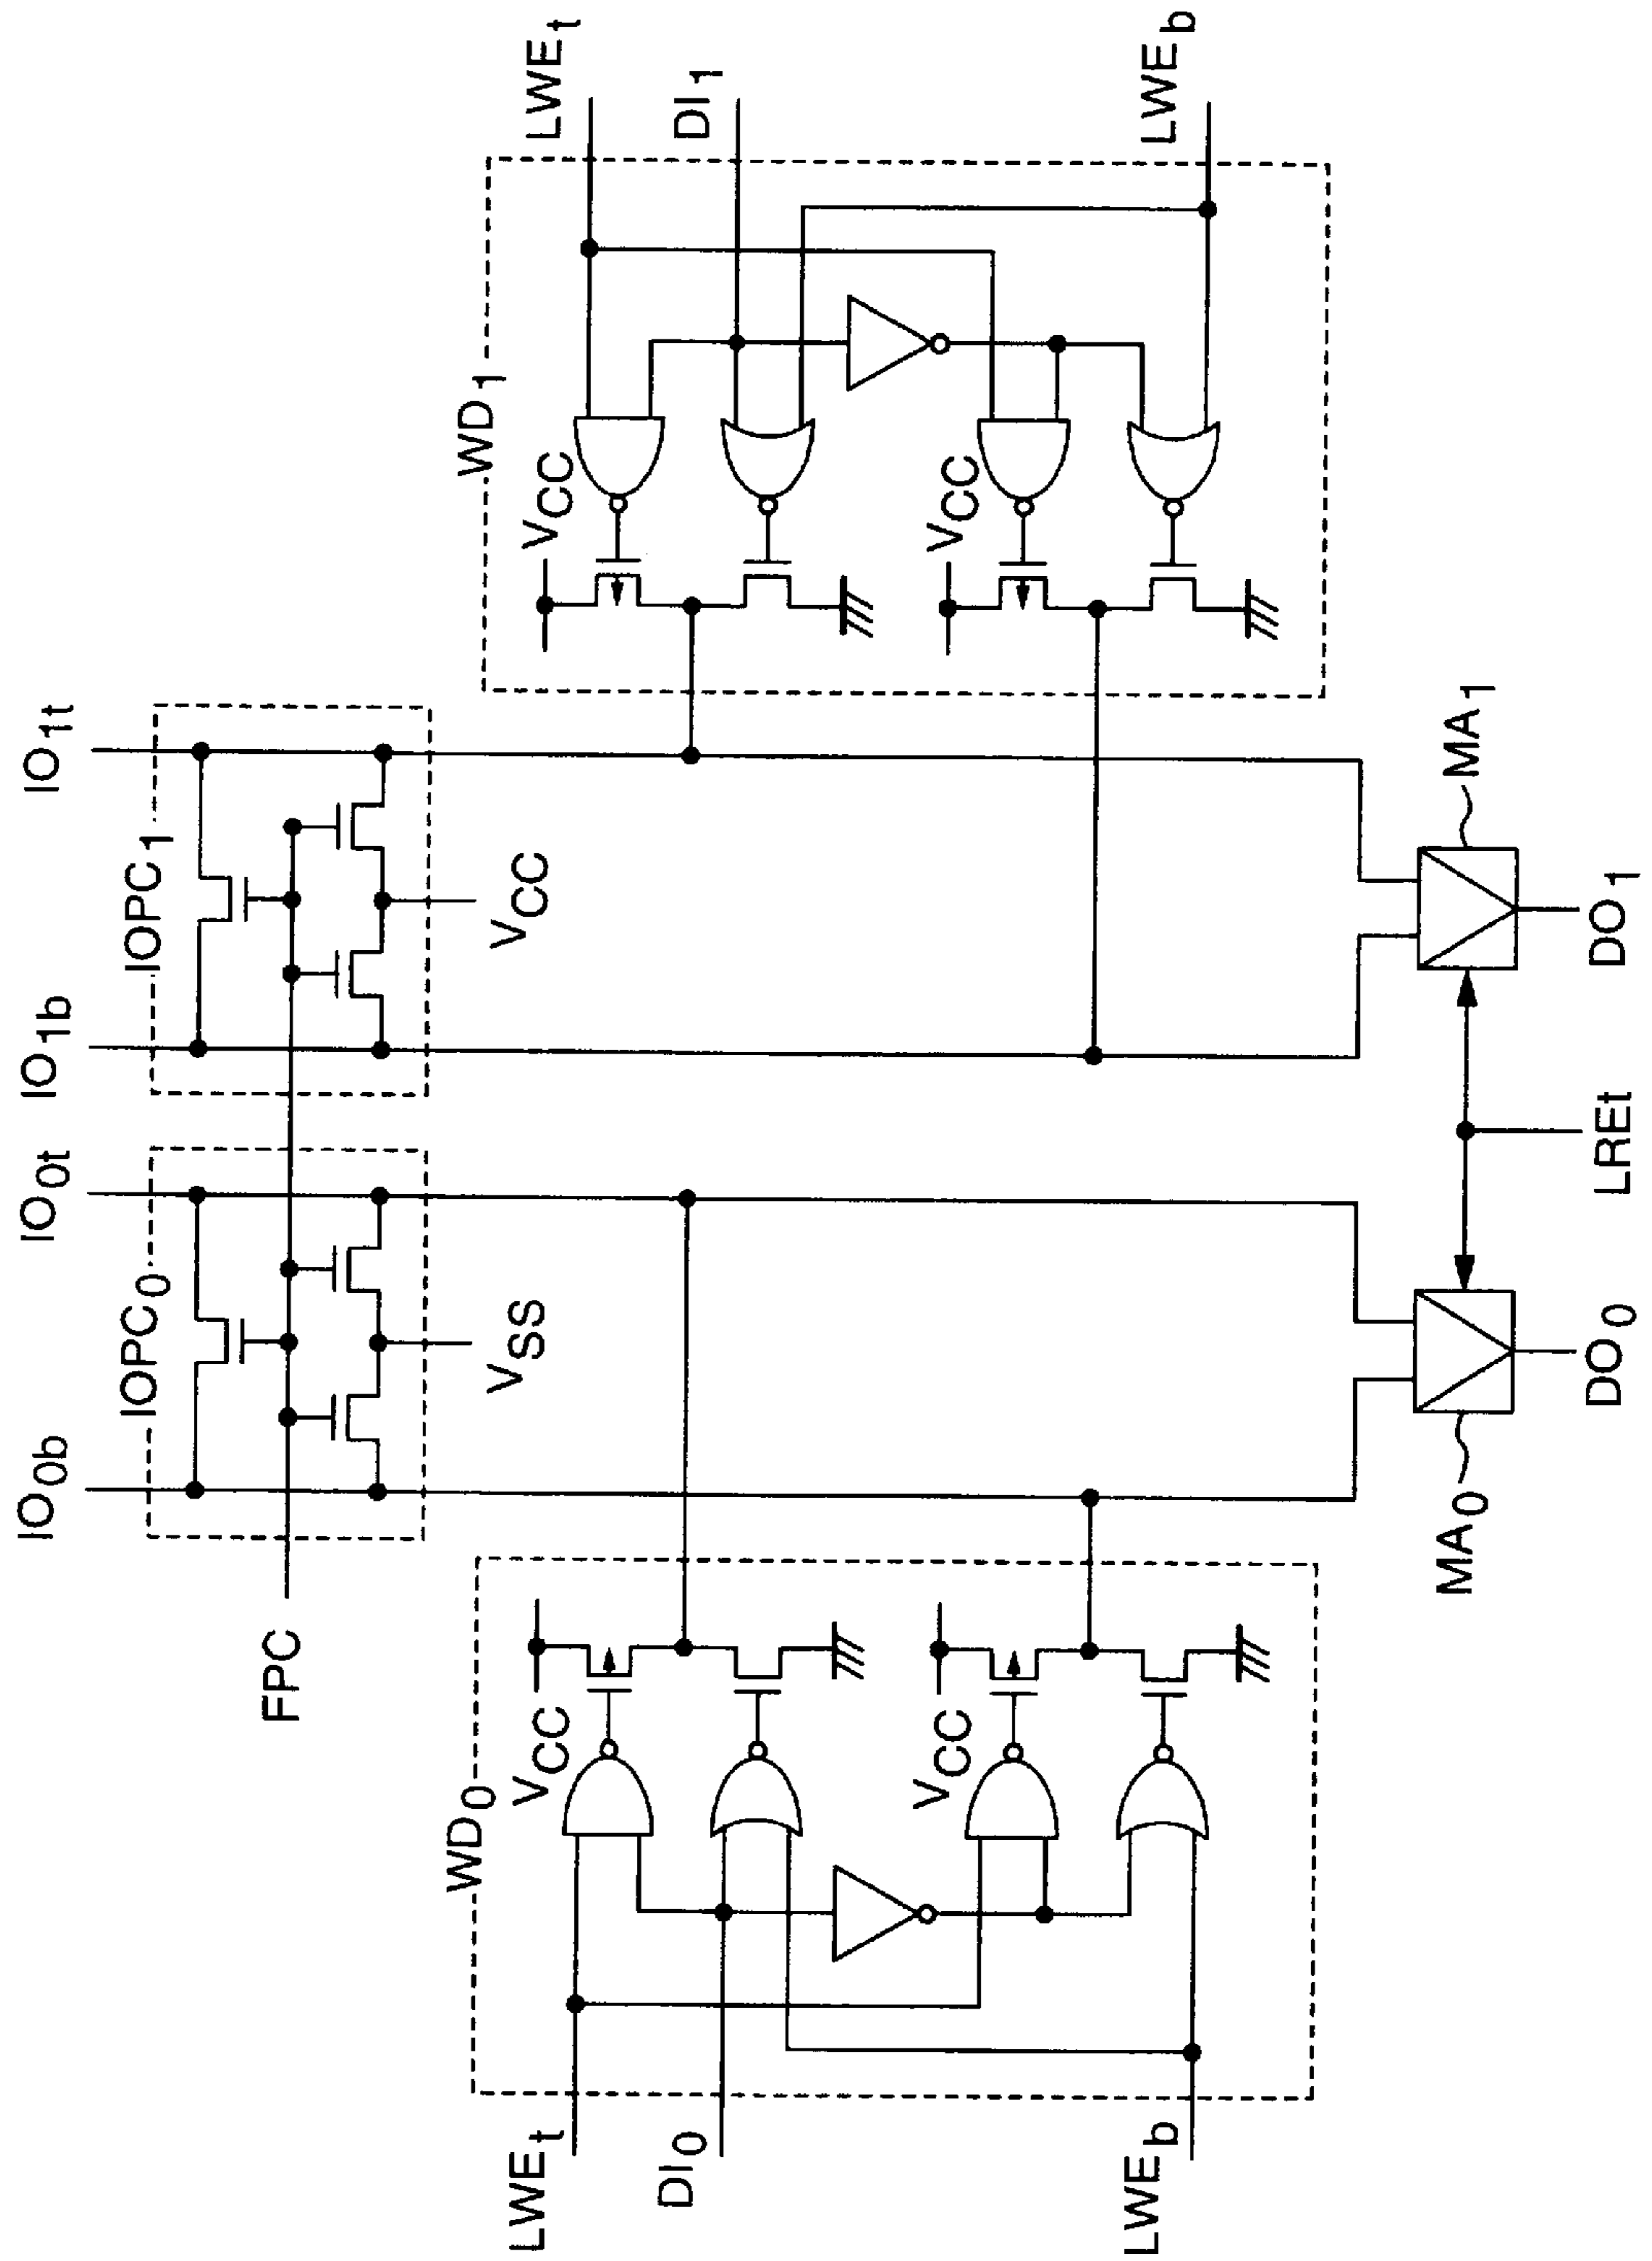 IO0b
IO0t
IO1b
IO1t
IOPC0
IOPC1
FPC
VSS
VCC
WD0
WD1
LWEt
VCC
VCC
LWEt
DI0
DI1
LWEb
VCC
VCC
LWEb
MA0
MA1
DO0
LREt
DO1